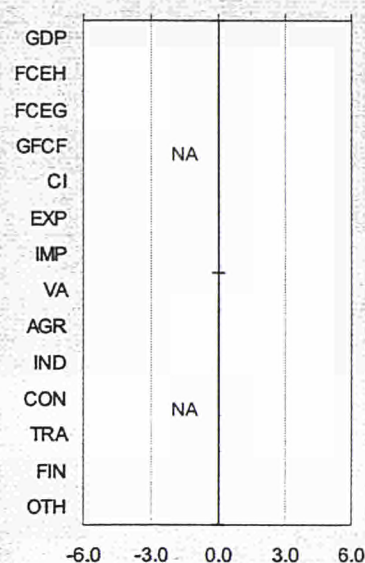 GDP
FCEH
FCEG
GFCF
NA
CI
EXP
IMP
VA
AGR
IND
CON
NA
TRA
FIN
OTH
-6.0 -3.0 0.0 3.0 6.0